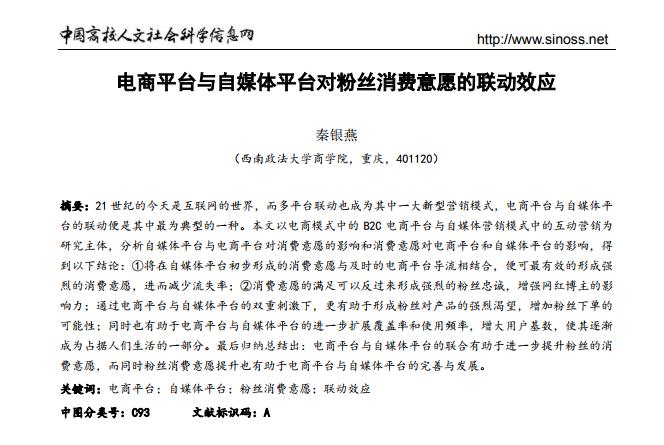 中国高校人文社会科学信息网
http://www.sinoss.net
电商平台与自媒体平台对粉丝消费意愿的联动效应
秦银燕
（西南政法大学商学院，重庆，401120）
摘要：21世纪的今天是互联网的世界，而多平台联动也成为其中一大新型营销模式，电商平台与自媒体平
台的联动便是其中最为典型的一种。本文以电商模式中的B2C电商平台与自媒体营销模式中的互动营销为
研究主体，分析自媒体平台与电商平台对消费意愿的影响和消费意愿对电商平台和自媒体平台的影响，得
到以下结论：①将在自媒体平台初步形成的消费意愿与及时的电商平台导流相结合，便可最有效的形成强
烈的消费意愿，进而减少流失率；②消费意愿的满足可以反过来形成强烈的粉丝忠诚，增强网红博主的影
响力；通过电商平台与自媒体平台的双重刺激下，更有助于形成粉丝对产品的强烈渴望，增加粉丝下单的
可能性；同时也有助于电商平台与自媒体平台的进一步扩展覆盖率和使用频率，增大用户基数，使其逐渐
成为占据人们生活的一部分。最后归纳总结出：电商平台与自媒体平台的联合有助于进一步提升粉丝的消
费意愿，而同时粉丝消费意愿提升也有助于电商平台与自媒体平台的完善与发展。
关键词：电商平台；自媒体平台；粉丝消费意愿；联动效应
中图分类号：C93 文献标识码：A